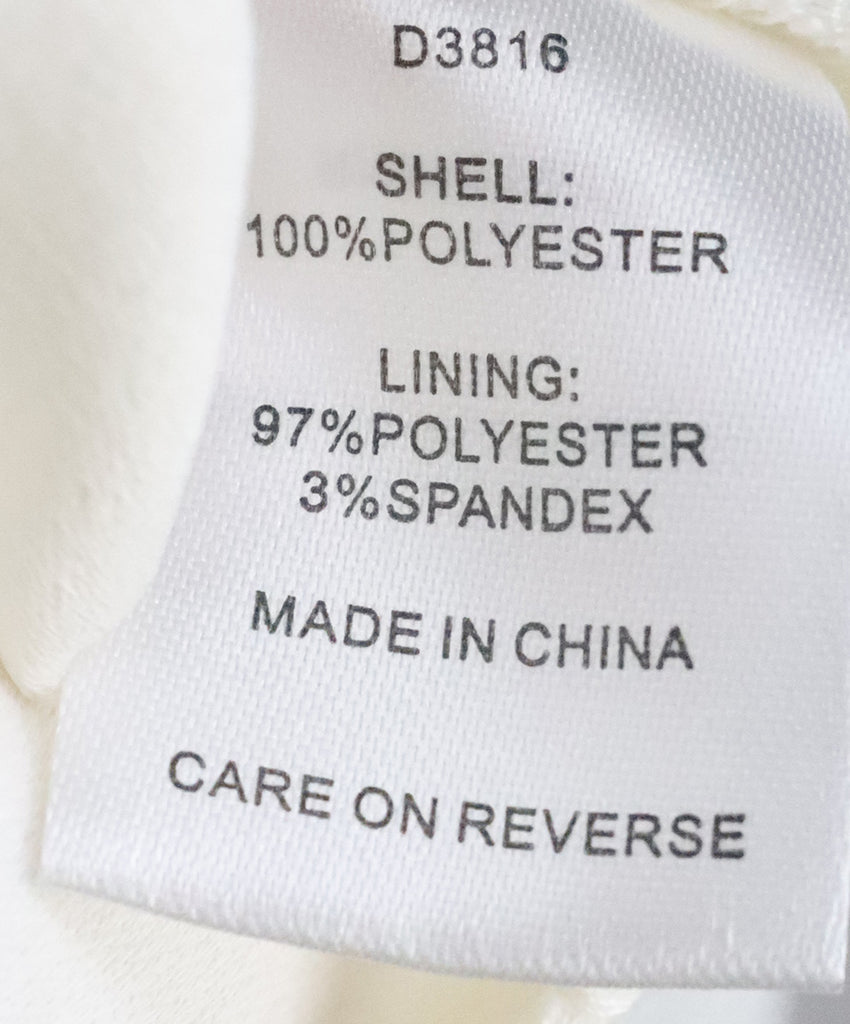 D3816
SHELL:
100%POLYESTER
LINING:
97%POLYESTER
3%SPANDEX
MADE IN CHINA
CARE ON REVERSE